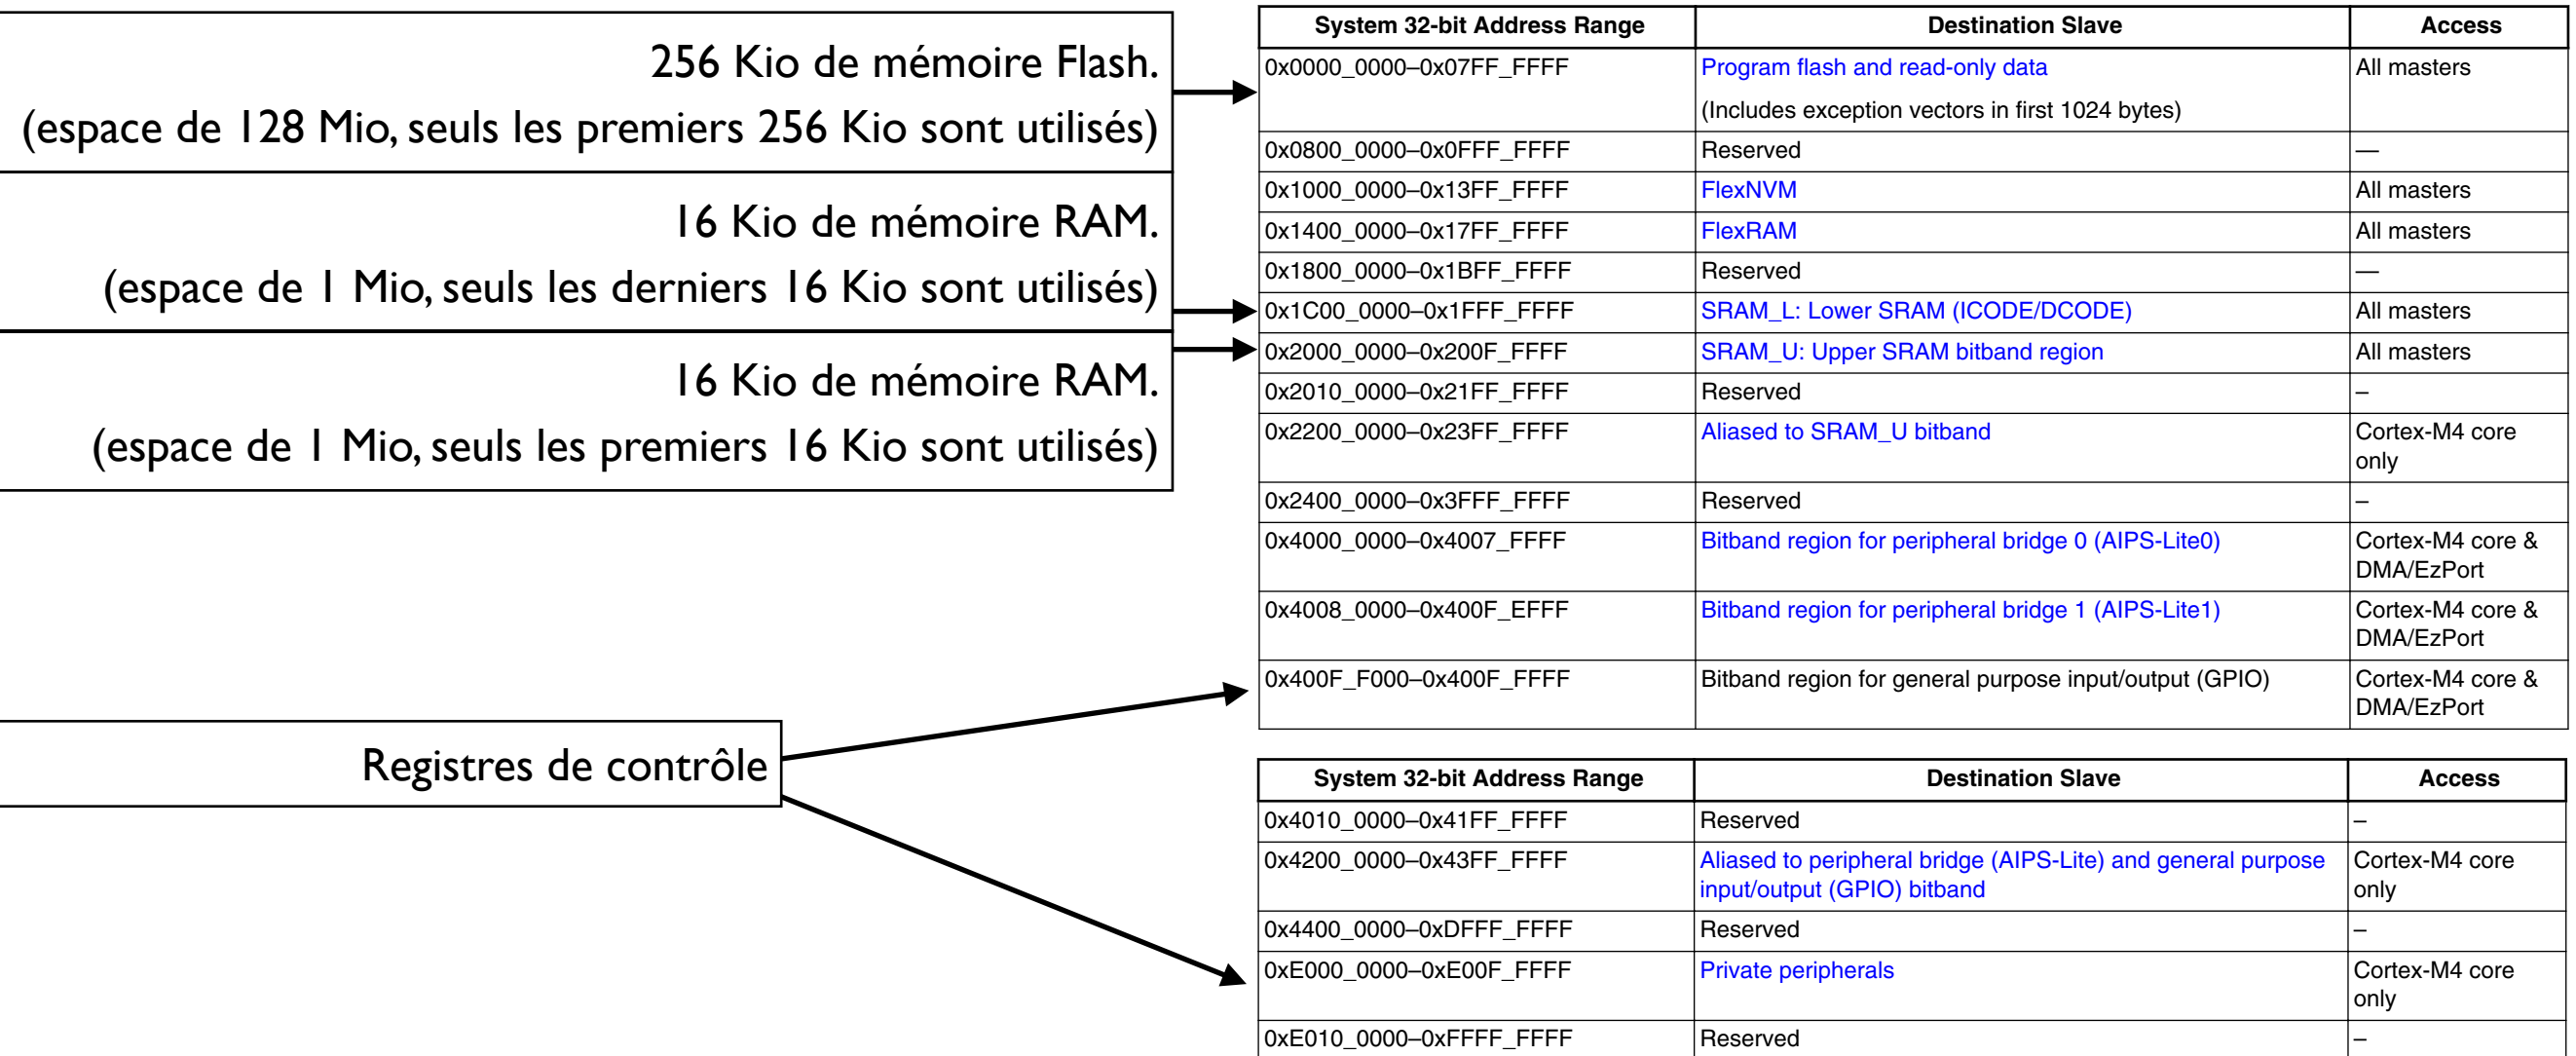 256 Kio de mémoire Flash.
(espace de 128 Mio, seuls les premiers 256 Kio sont utilisés)
16 Kio de mémoire RAM.
(espace de 1 Mio, seuls les derniers 16 Kio sont utilisés)
16 Kio de mémoire RAM.
(espace de 1 Mio, seuls les premiers 16 Kio sont utilisés)
Registres de contrôle
System 32-bit Address Range Destination Slave Access
0x0000_0000–0x07FF_FFFF Program flash and read-only data All masters
(Includes exception vectors in first 1024 bytes)
0x0800_0000–0x0FFF_FFFF Reserved —
0x1000_0000–0x13FF_FFFF FlexNVM All masters
0x1400_0000–0x17FF_FFFF FlexRAM All masters
0x1800_0000–0x1BFF_FFFF Reserved —
0x1C00_0000–0x1FFF_FFFF SRAM_L: Lower SRAM (ICODE/DCODE) All masters
0x2000_0000–0x200F_FFFF SRAM_U: Upper SRAM bitband region All masters
0x2010_0000–0x21FF_FFFF Reserved –
0x2200_0000–0x23FF_FFFF Aliased to SRAM_U bitband Cortex-M4 core
only
0x2400_0000–0x3FFF_FFFF Reserved –
0x4000_0000–0x4007_FFFF Bitband region for peripheral bridge 0 (AIPS-Lite0) Cortex-M4 core &
DMA/EzPort
0x4008_0000–0x400F_EFFF Bitband region for peripheral bridge 1 (AIPS-Lite1) Cortex-M4 core &
DMA/EzPort
0x400F_F000–0x400F_FFFF Bitband region for general purpose input/output (GPIO) Cortex-M4 core &
DMA/EzPort
System 32-bit Address Range Destination Slave Access
0x4010_0000–0x41FF_FFFF Reserved –
0x4200_0000–0x43FF_FFFF Aliased to peripheral bridge (AIPS-Lite) and general purpose Cortex-M4 core
input/output (GPIO) bitband only
0x4400_0000–0xDFFF_FFFF Reserved –
0xE000_0000–0xE00F_FFFF Private peripherals Cortex-M4 core
only
0xE010_0000–0xFFFF_FFFF Reserved –